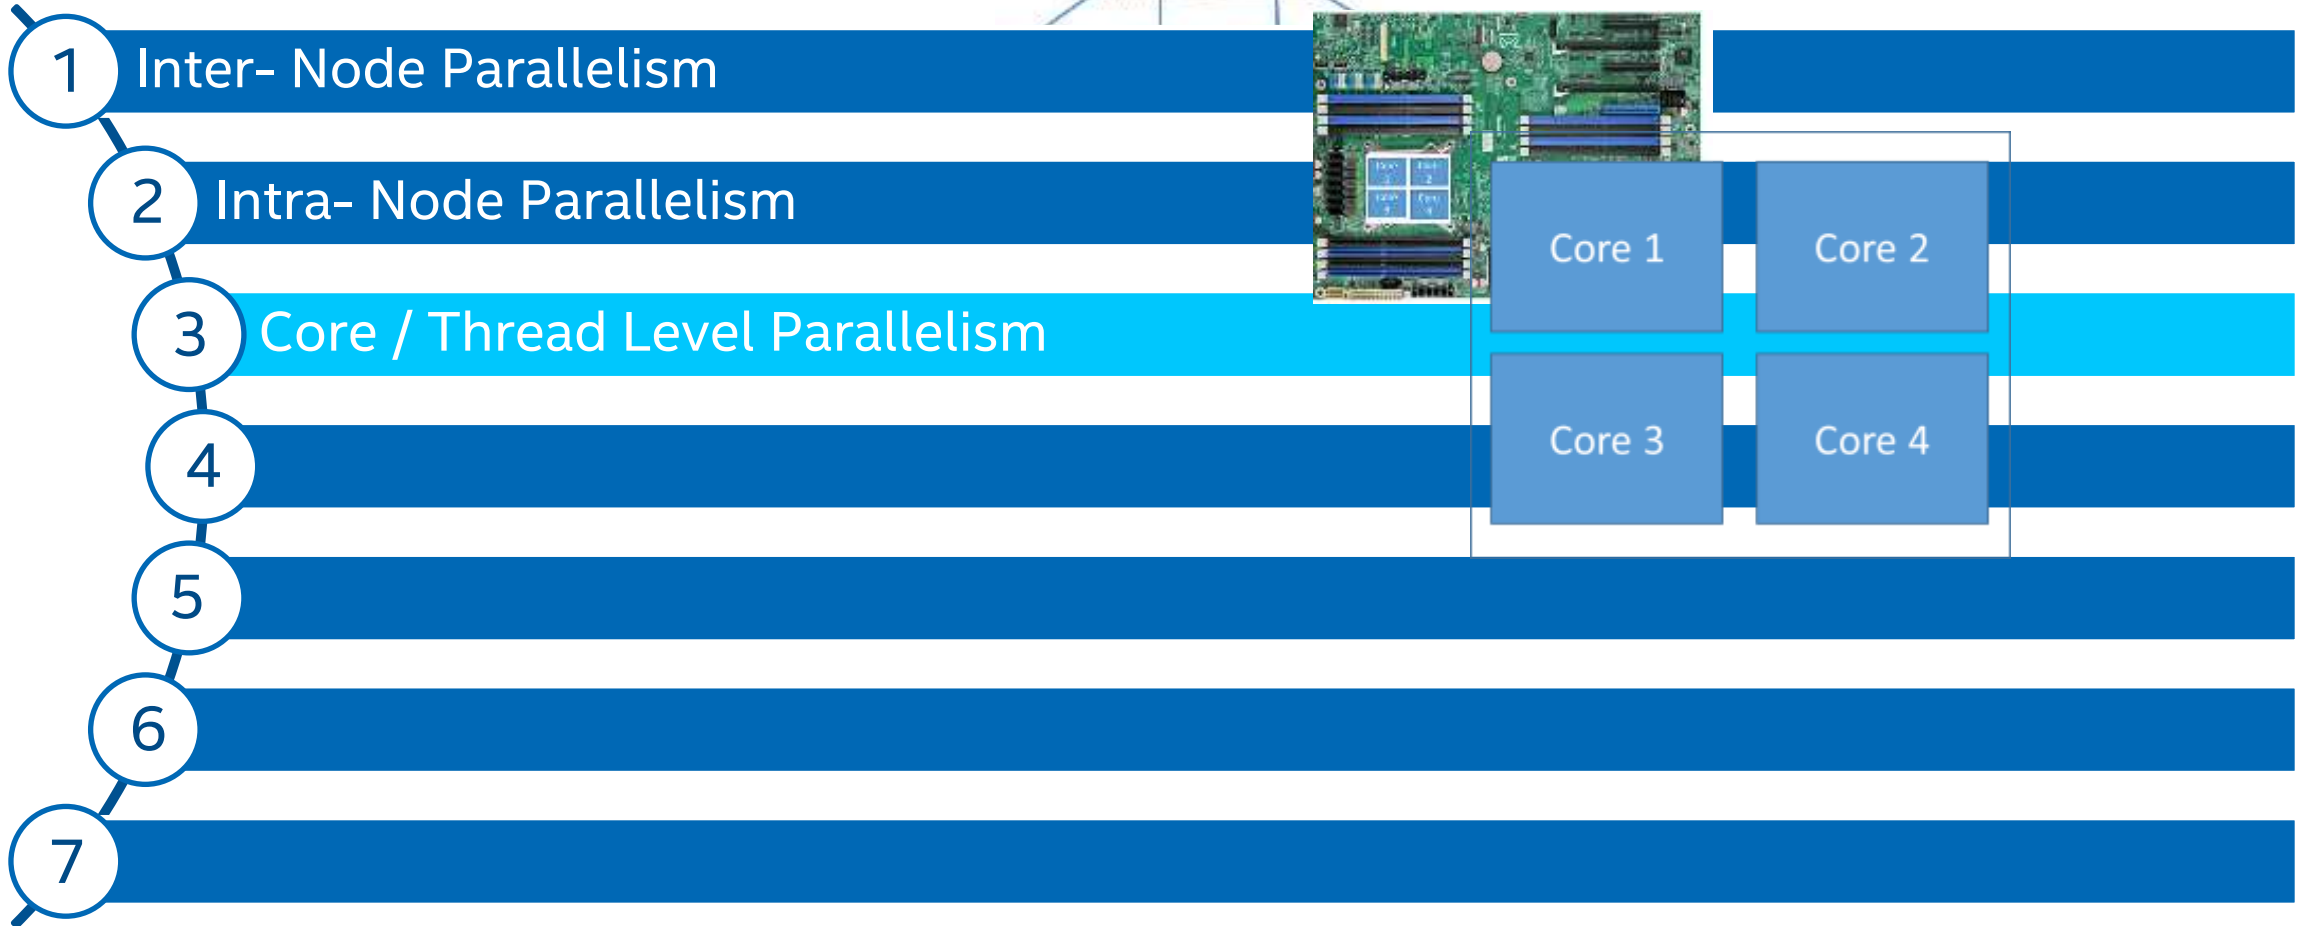 1 Inter- Node Parallelism
2 Intra- Node Parallelism
3 Core / Thread Level Parallelism
4
5
6
7
Core 1 Core 2
Core 3 Core 4